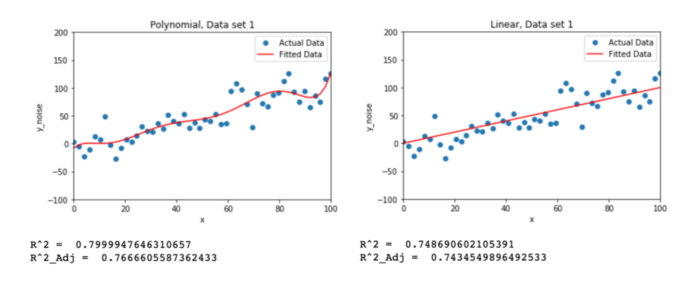 Polynomial, Data set 1
Actual Data
Fitted Data
200
150
100
50
0
−50
−100
y_noise
0
20
40
60
80
100
x
R^2 = 0.7999947646310657
R^2_Adj = 0.7666605587362433
Linear, Data set 1
Actual Data
Fitted Data
200
150
100
50
0
−50
−100
y_noise
0
20
40
60
80
100
x
R^2 = 0.748690602105391
R^2_Adj = 0.7434549896492533